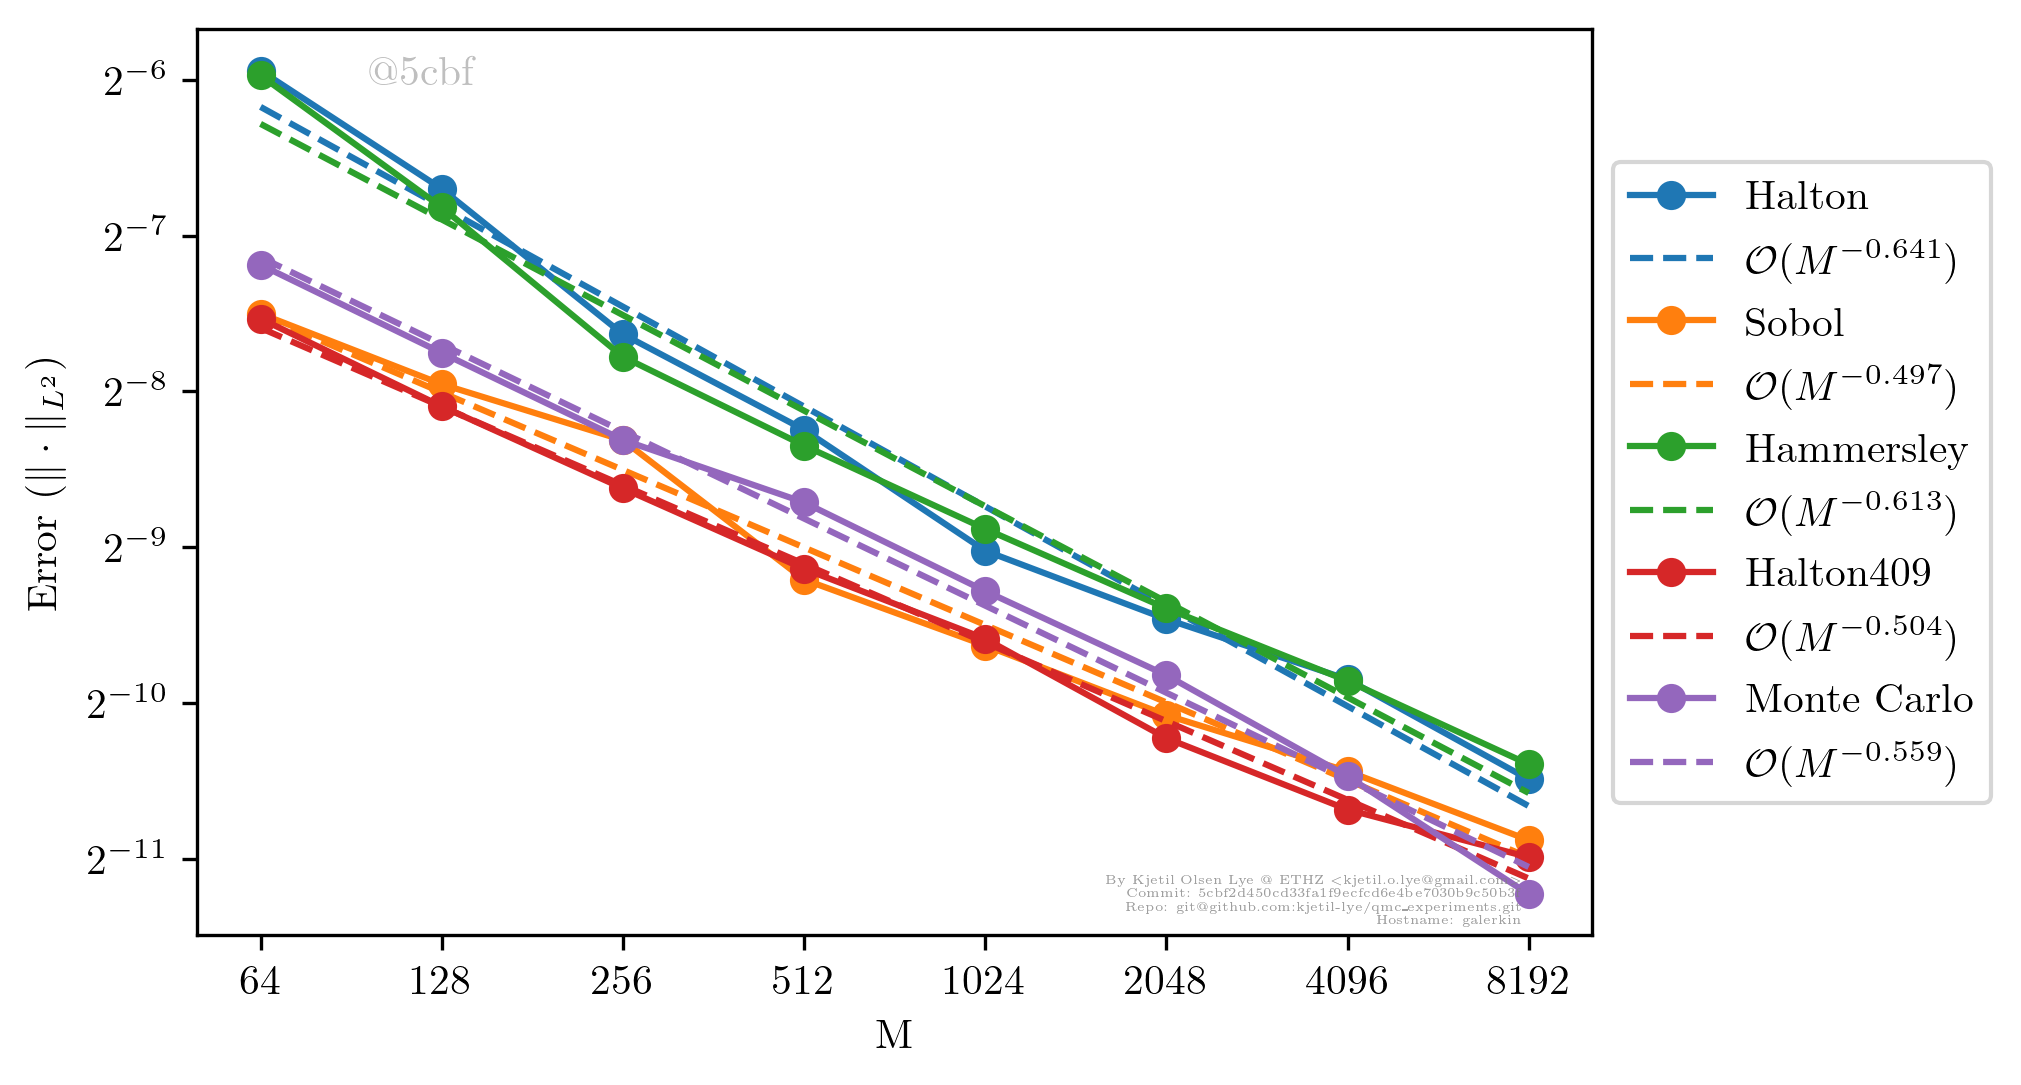 @5cbf
2^{-6}
2^{-7}
2^{-8}
2^{-9}
2^{-10}
2^{-11}
Error (|| · ||_{L^2})
64 128 256 512 1024 2048 4096 8192
M
Halton
𝒪(M^{-0.641})
Sobol
𝒪(M^{-0.497})
Hammersley
𝒪(M^{-0.613})
Halton409
𝒪(M^{-0.504})
Monte Carlo
𝒪(M^{-0.559})
By Kjetil Olsen Lye @ ETHZ <kjetil.o.lye@gmail.com>
Commit:
Repo: git@github.com:kjetil-lye/qmc_experiments.git
Hostname: galerkin